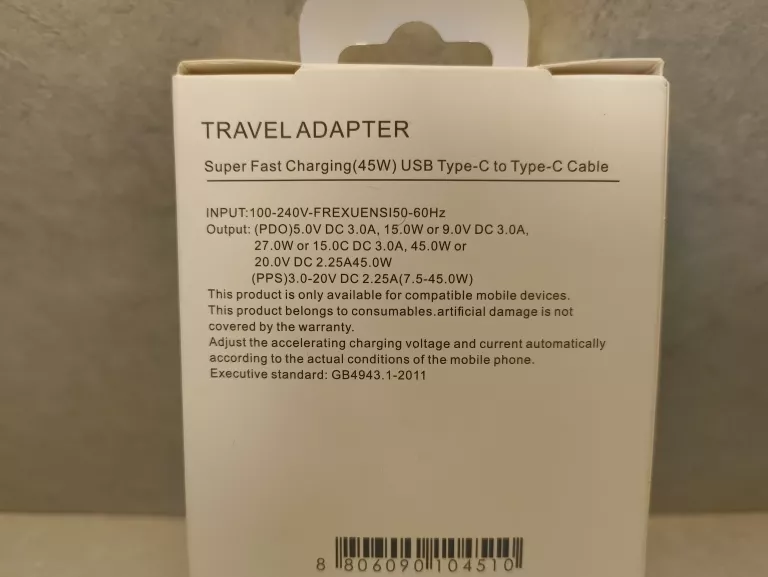 TRAVEL ADAPTER
Super Fast Charging(45W) USB Type-C to Type-C Cable
INPUT:100-240V-FREXUENSI50-60Hz
Output: (PDO)5.0V DC 3.0A, 15.0W or 9.0V DC 3.0A,
27.0W or 15.0C DC 3.0A, 45.0W or
20.0V DC 2.25A45.0W
(PPS)3.0-20V DC 2.25A(7.5-45.0W)
This product is only available for compatible mobile devices.
This product belongs to consumables.artificial damage is not
covered by the warranty.
Adjust the accelerating charging voltage and current automatically
according to the actual conditions of the mobile phone.
Executive standard: GB4943.1-2011
8 806090 104510